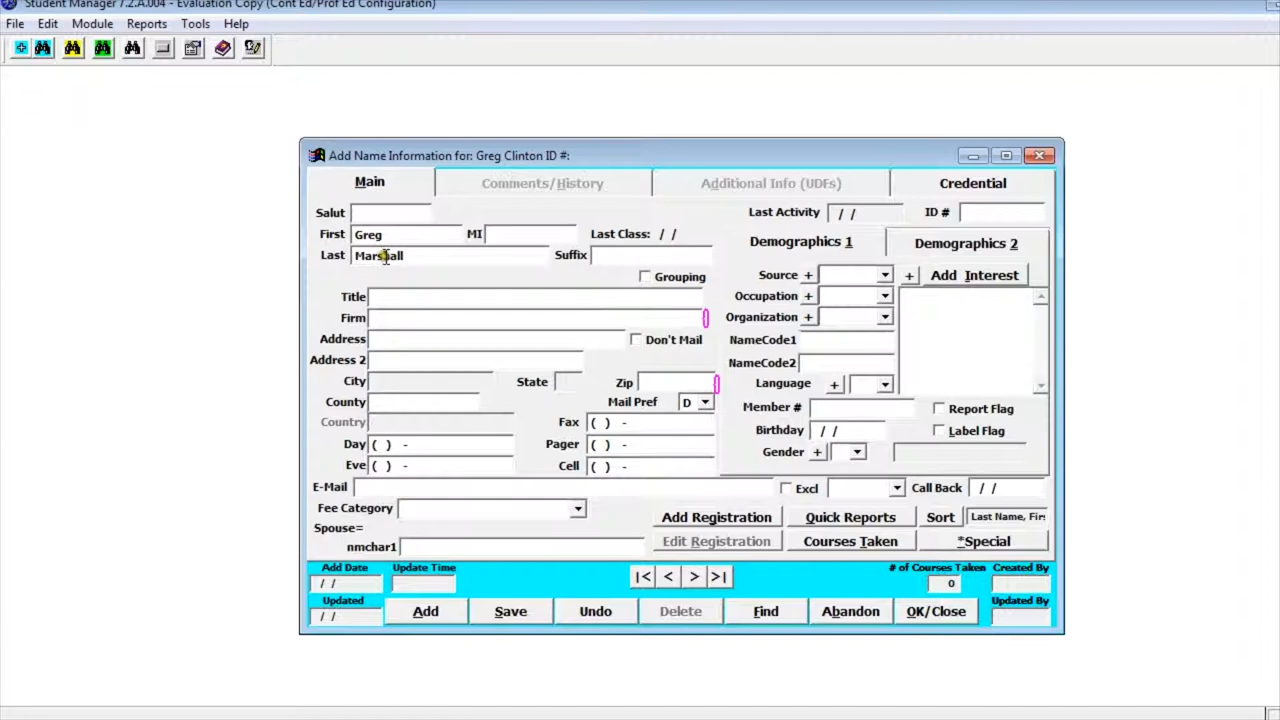 Student Manager 7.2.A.004 - Evaluation Copy (Cont Ed/Prof Ed Configuration)
File Edit Module Reports Tools Help
Add Name Information for: Greg Clinton ID #:
Main Comments/History Additional Info (UDFs) Credential
Salut Last Activity / / ID #
First Greg MI Last Class: / /
Demographics 1 Demographics 2
Last Marshall Suffix
Grouping Source + + Add Interest
Title Occupation +
Firm Organization +
Address Don't Mail NameCode1
Address 2 NameCode2
City State Zip Language +
County Mail Pref D Member # Report Flag
Country Fax ( ) - Birthday / / Label Flag
Day ( ) - Pager ( ) - Gender +
Eve ( ) - Cell ( ) -
E-Mail Excl Call Back / /
Fee Category Add Registration Quick Reports Sort Last Name, Firs
Spouse=
nmchar1 Edit Registration Courses Taken *Special
Add Date Update Time # of Courses Taken Created By
/ / |< < > >| 0
Updated Updated By
/ / Add Save Undo Delete Find Abandon OK/Close